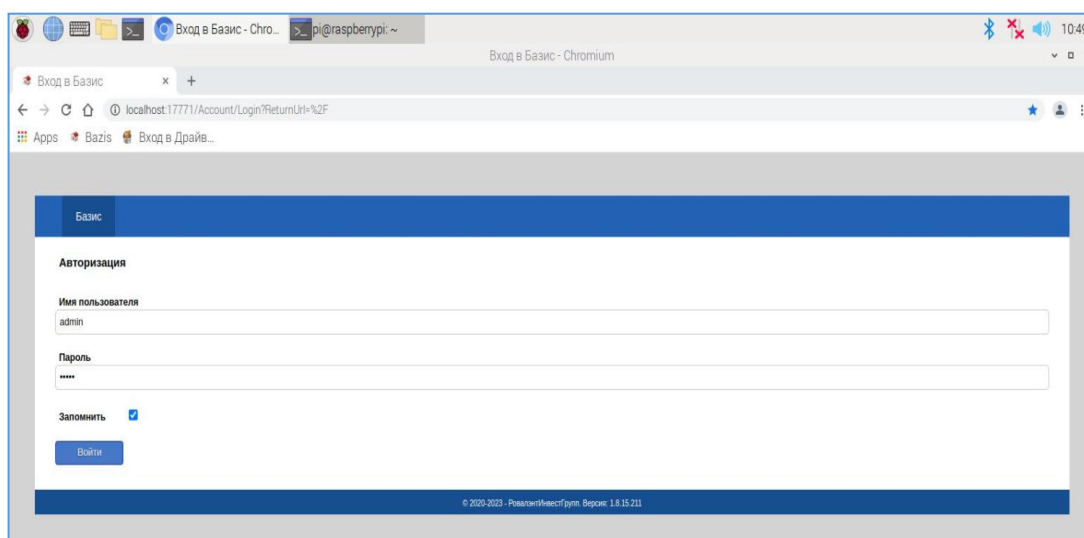 Вход в Базис - Chro... pi@raspberrypi: ~ 10:49
Вход в Базис - Chromium
Вход в Базис
localhost:17771/Account/Login?ReturnUrl=%2F
Apps Bazis Вход в Драйв...
Базис
Авторизация
Имя пользователя
admin
Пароль
•••••
Запомнить
Войти
© 2020-2023 - РовалэнтИнвестГрупп. Версия: 1.8.15.211